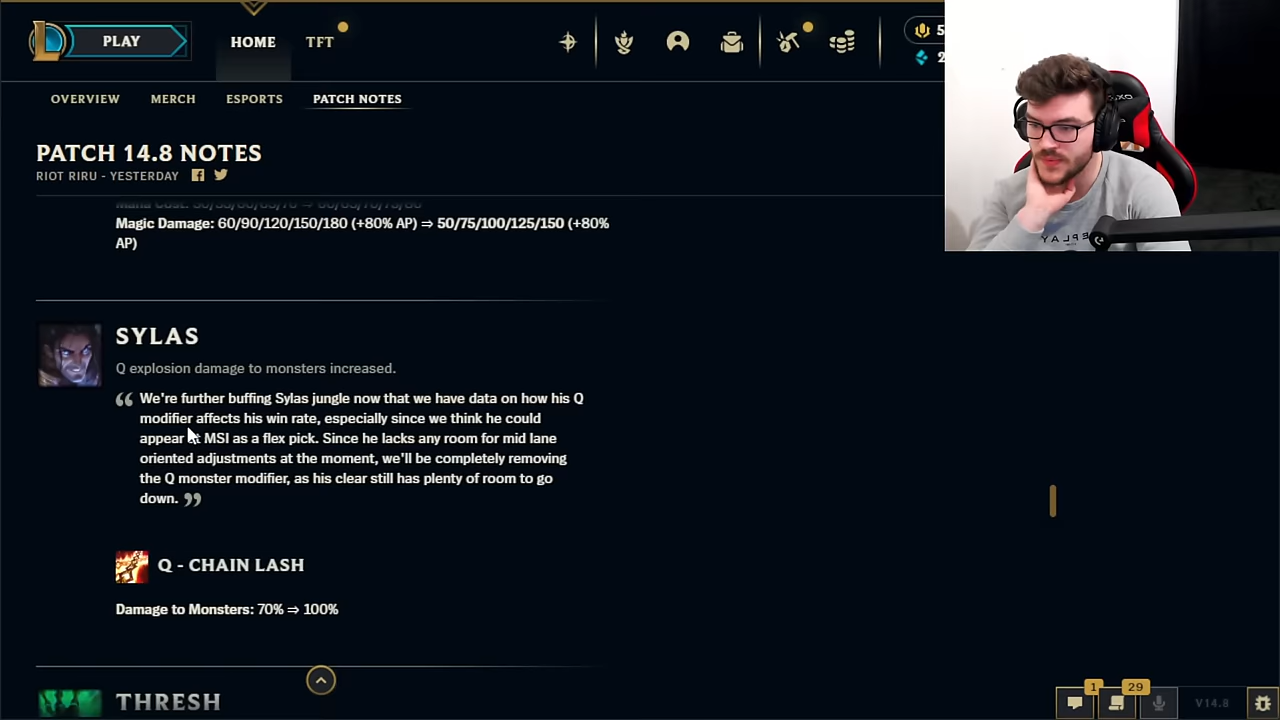 PLAY
HOME
TFT
5
2
OVERVIEW
MERCH
ESPORTS
PATCH NOTES
PATCH 14.8 NOTES
RIOT RIRU - YESTERDAY
Magic Damage: 60/90/120/150/180 (+80% AP) ⇒ 50/75/100/125/150 (+80%
AP)
SYLAS
Q explosion damage to monsters increased.
“ We're further buffing Sylas jungle now that we have data on how his Q
modifier affects his win rate, especially since we think he could
appear at MSI as a flex pick. Since he lacks any room for mid lane
oriented adjustments at the moment, we'll be completely removing
the Q monster modifier, as his clear still has plenty of room to go
down. ”
Q - CHAIN LASH
Damage to Monsters: 70% ⇒ 100%
THRESH
1
29
V14.8